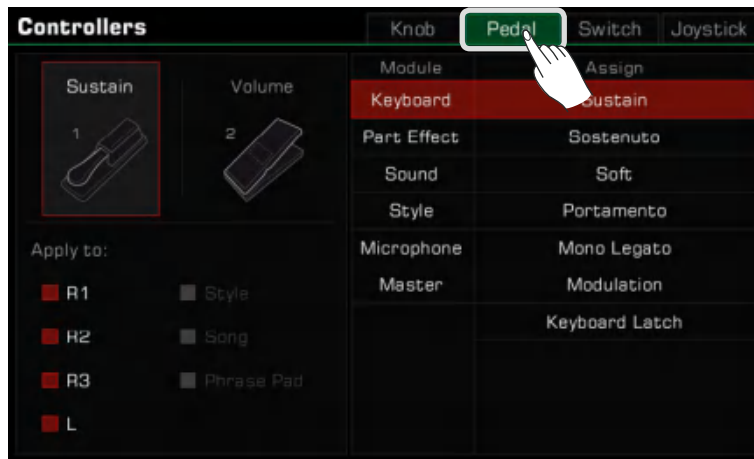 Controllers Knob Pedal Switch Joystick
Sustain Volume
1 2
Apply to:
R1 Style
R2 Song
R3 Phrase Pad
L
Module Assign
Keyboard Sustain
Part Effect Sostenuto
Sound Soft
Style Portamento
Microphone Mono Legato
Master Modulation
Keyboard Latch